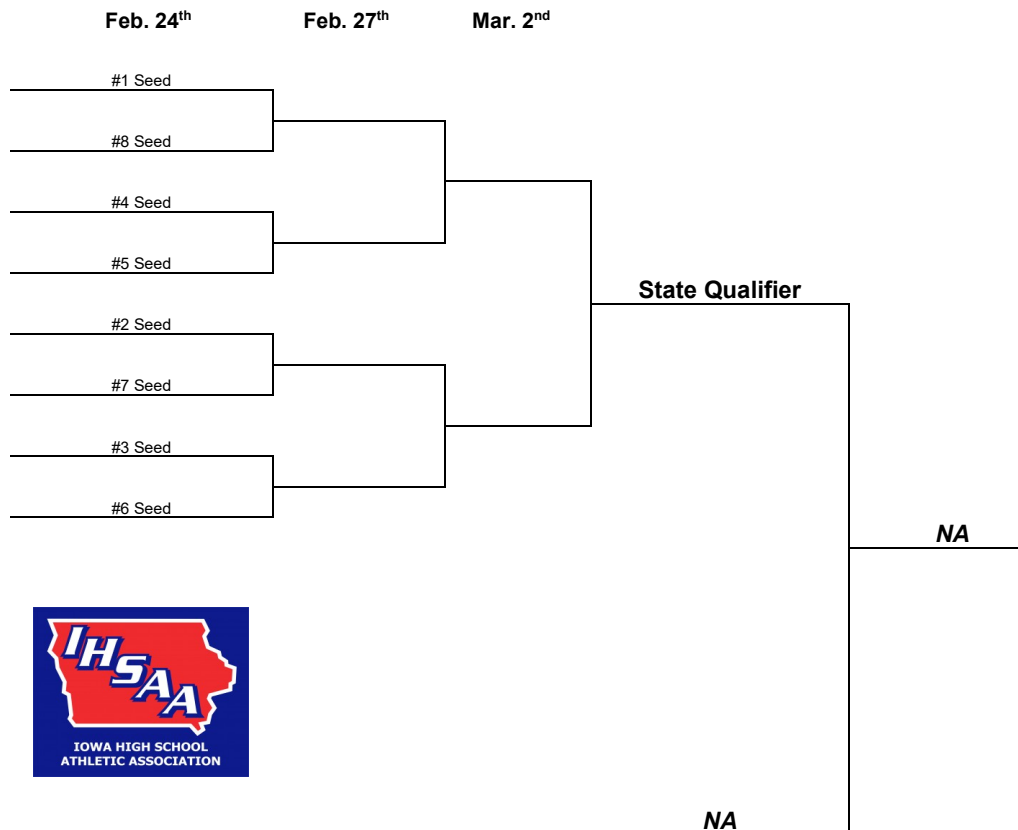 Feb. 24th Feb. 27th Mar. 2nd
#1 Seed
#8 Seed
#4 Seed
#5 Seed
State Qualifier
#2 Seed
#7 Seed
#3 Seed
#6 Seed
NA
IHSAA
IOWA HIGH SCHOOL
ATHLETIC ASSOCIATION
NA